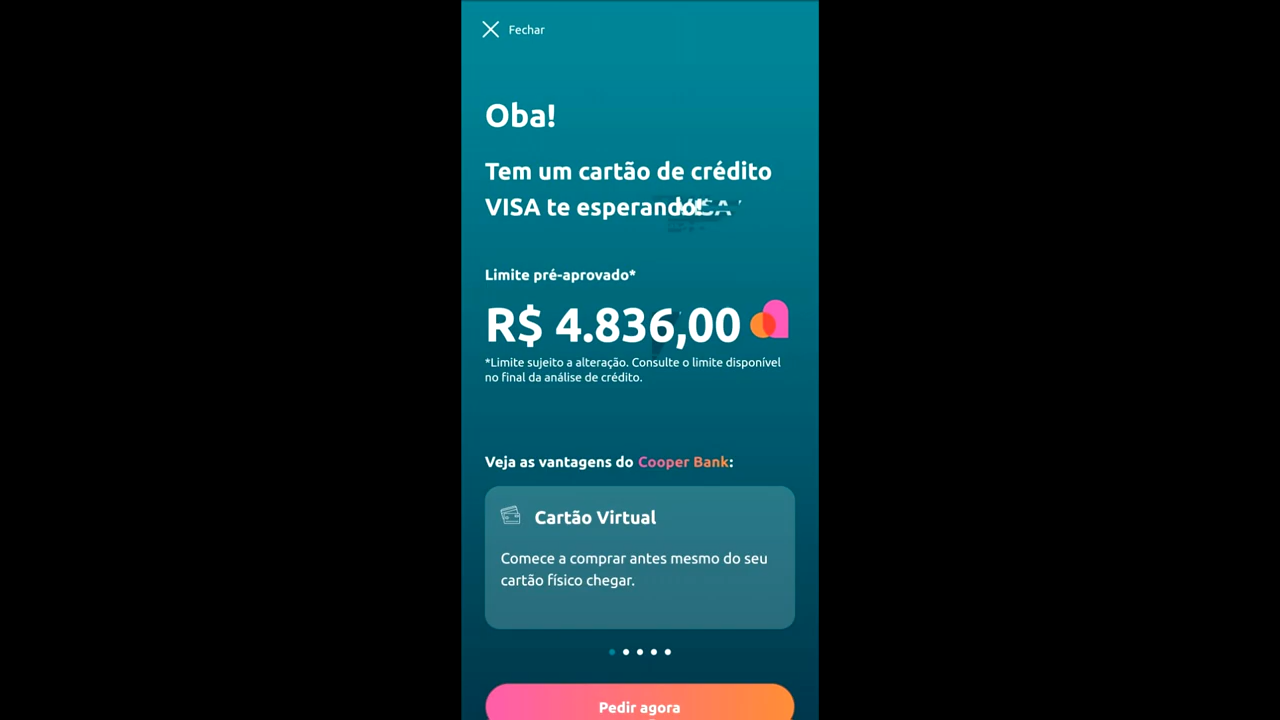 Fechar
Oba!
Tem um cartão de crédito
VISA te esperando!
Limite pré-aprovado*
R$ 4.836,00
*Limite sujeito a alteração. Consulte o limite disponível
no final da análise de crédito.
Veja as vantagens do Cooper Bank:
Cartão Virtual
Comece a comprar antes mesmo do seu
cartão físico chegar.
Pedir agora